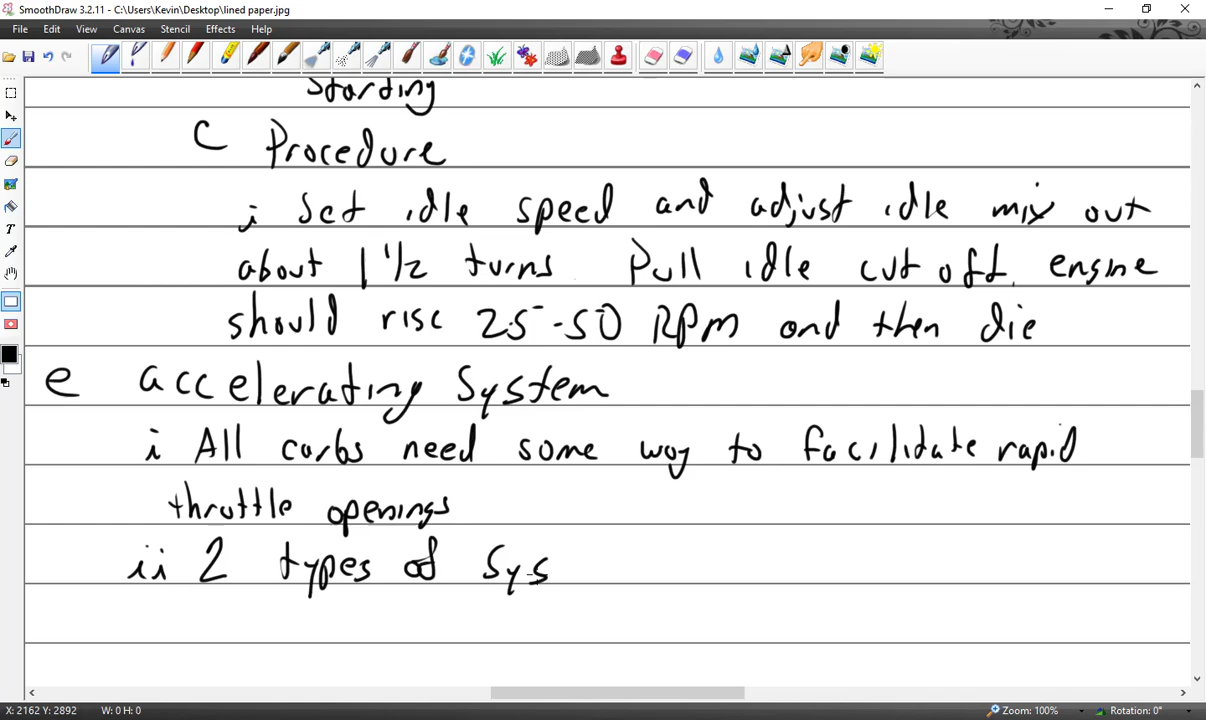 SmoothDraw 3.2.11 - C:\Users\Kevin\Desktop\lined paper.jpg
File Edit View Canvas Stencil Effects Help
Starting
C Procedure
i Set idle speed and adjust idle mix out
about 1 1/2 turns Pull idle cut off, engine
should rise 25-50 RPM and then die
e accelerating System
i All carbs need some way to facilidate rapid
throttle openings
ii 2 types of Sys
X: 2162 Y: 2892 W: 0 H: 0 Zoom: 100% Rotation: 0°